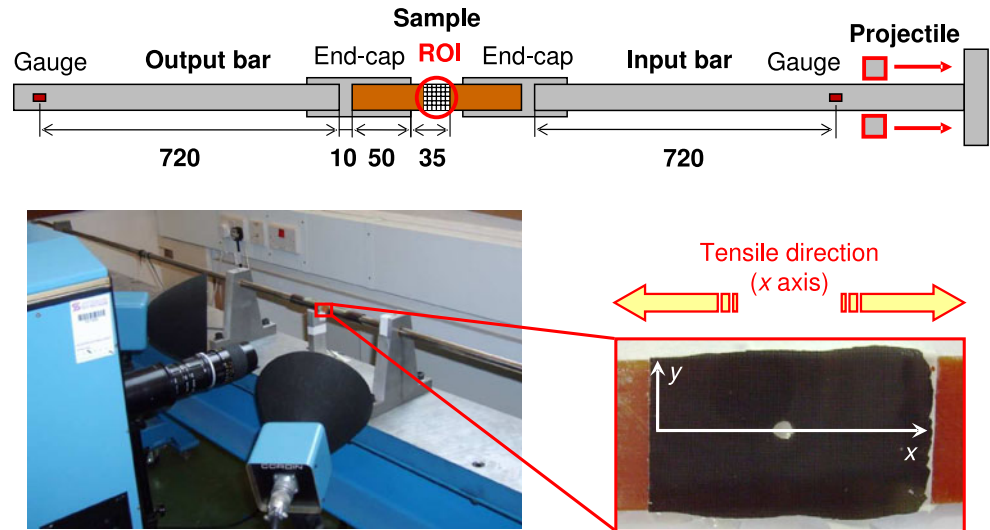 Sample
Gauge Output bar End-cap ROI End-cap Input bar Gauge Projectile
720 10 50 35 720
Tensile direction
(x axis)
CORDIN
y
x